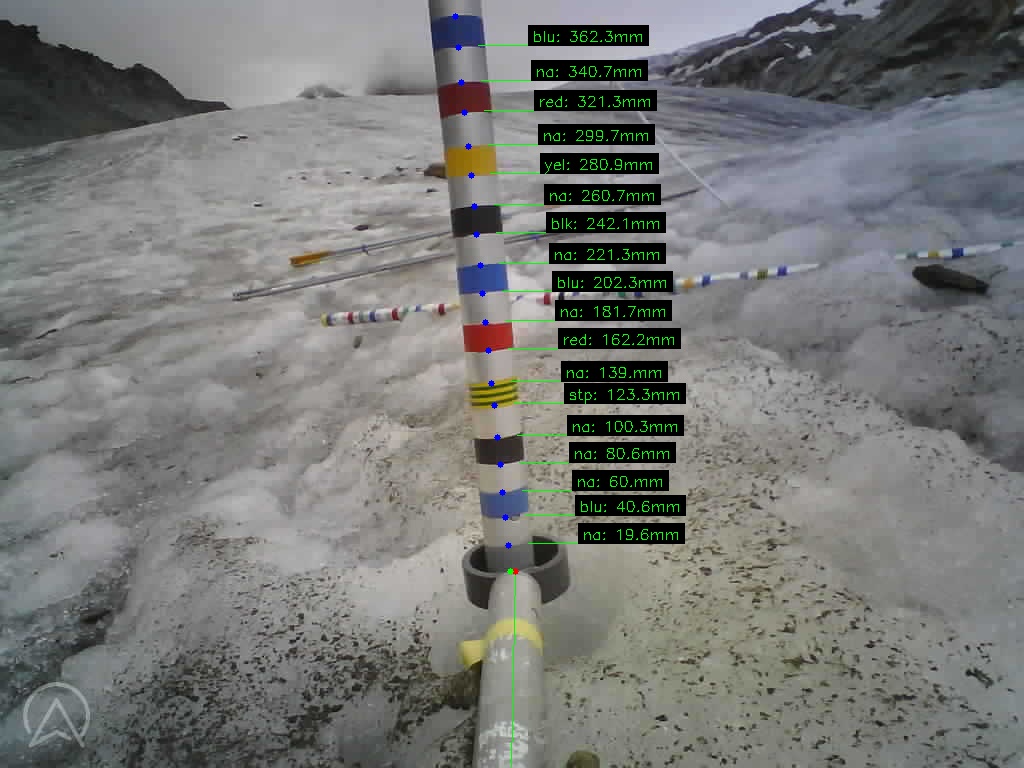 blu: 362.3mm
na: 340.7mm
red: 321.3mm
na: 299.7mm
yel: 280.9mm
na: 260.7mm
blk: 242.1mm
na: 221.3mm
blu: 202.3mm
na: 181.7mm
red: 162.2mm
na: 139.mm
stp: 123.3mm
na: 100.3mm
na: 80.6mm
na: 60.mm
blu: 40.6mm
na: 19.6mm